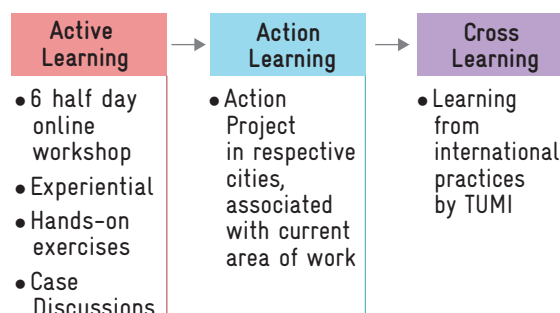 Active
Learning
• 6 half day
online
workshop
• Experiential
• Hands-on
exercises
• Case
Discussions
Action
Learning
• Action
Project
in respective
cities,
associated
with current
area of work
Cross
Learning
• Learning
from
international
practices
by TUMI